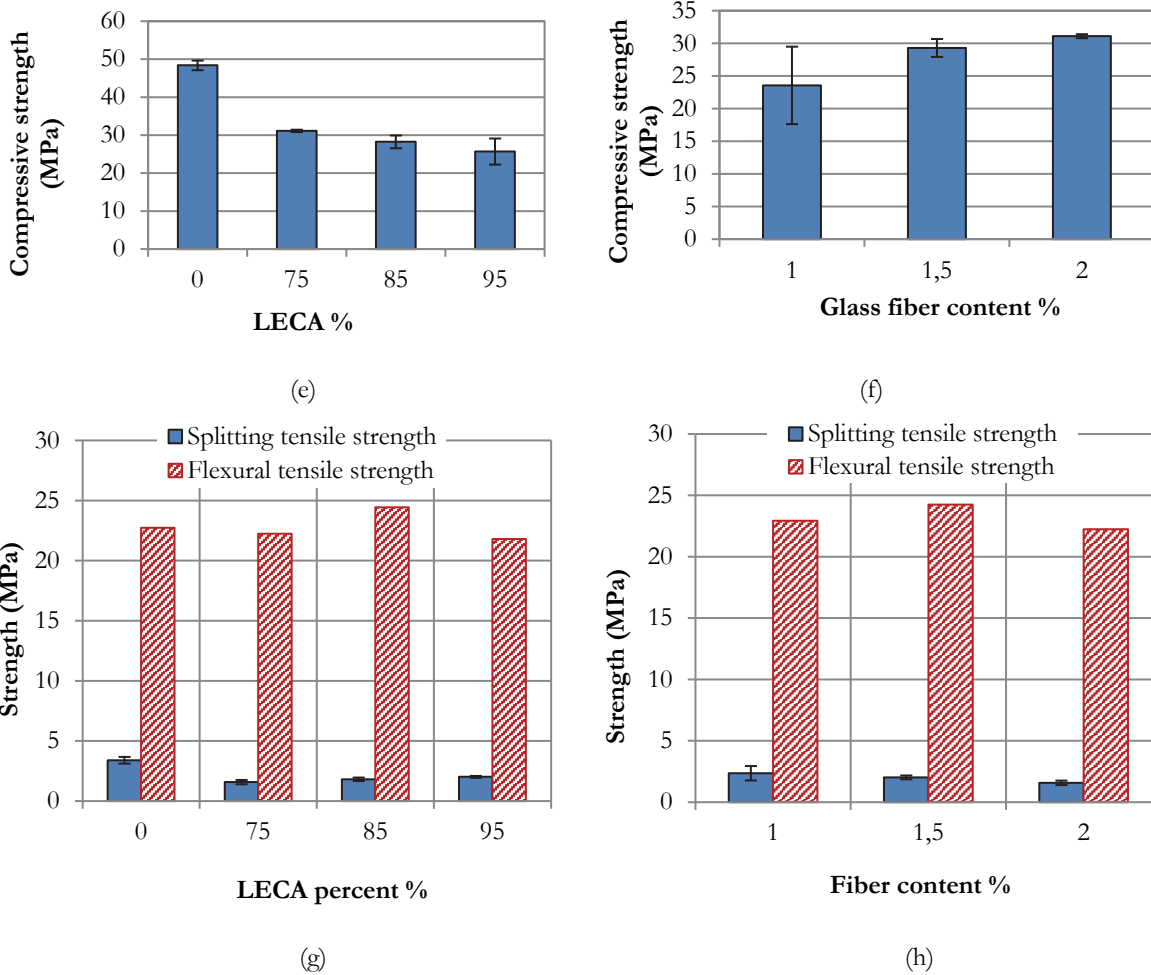 Compressive strength
(MPa)
60
50
40
30
20
10
0
0 75 85 95
LECA %
(e)
Compressive strength
(MPa)
35
30
25
20
15
10
5
0
1 1,5 2
Glass fiber content %
(f)
Splitting tensile strength
Flexural tensile strength
Strength (MPa)
30
25
20
15
10
5
0
0 75 85 95
LECA percent %
(g)
Splitting tensile strength
Flexural tensile strength
Strength (MPa)
30
25
20
15
10
5
0
1 1,5 2
Fiber content %
(h)